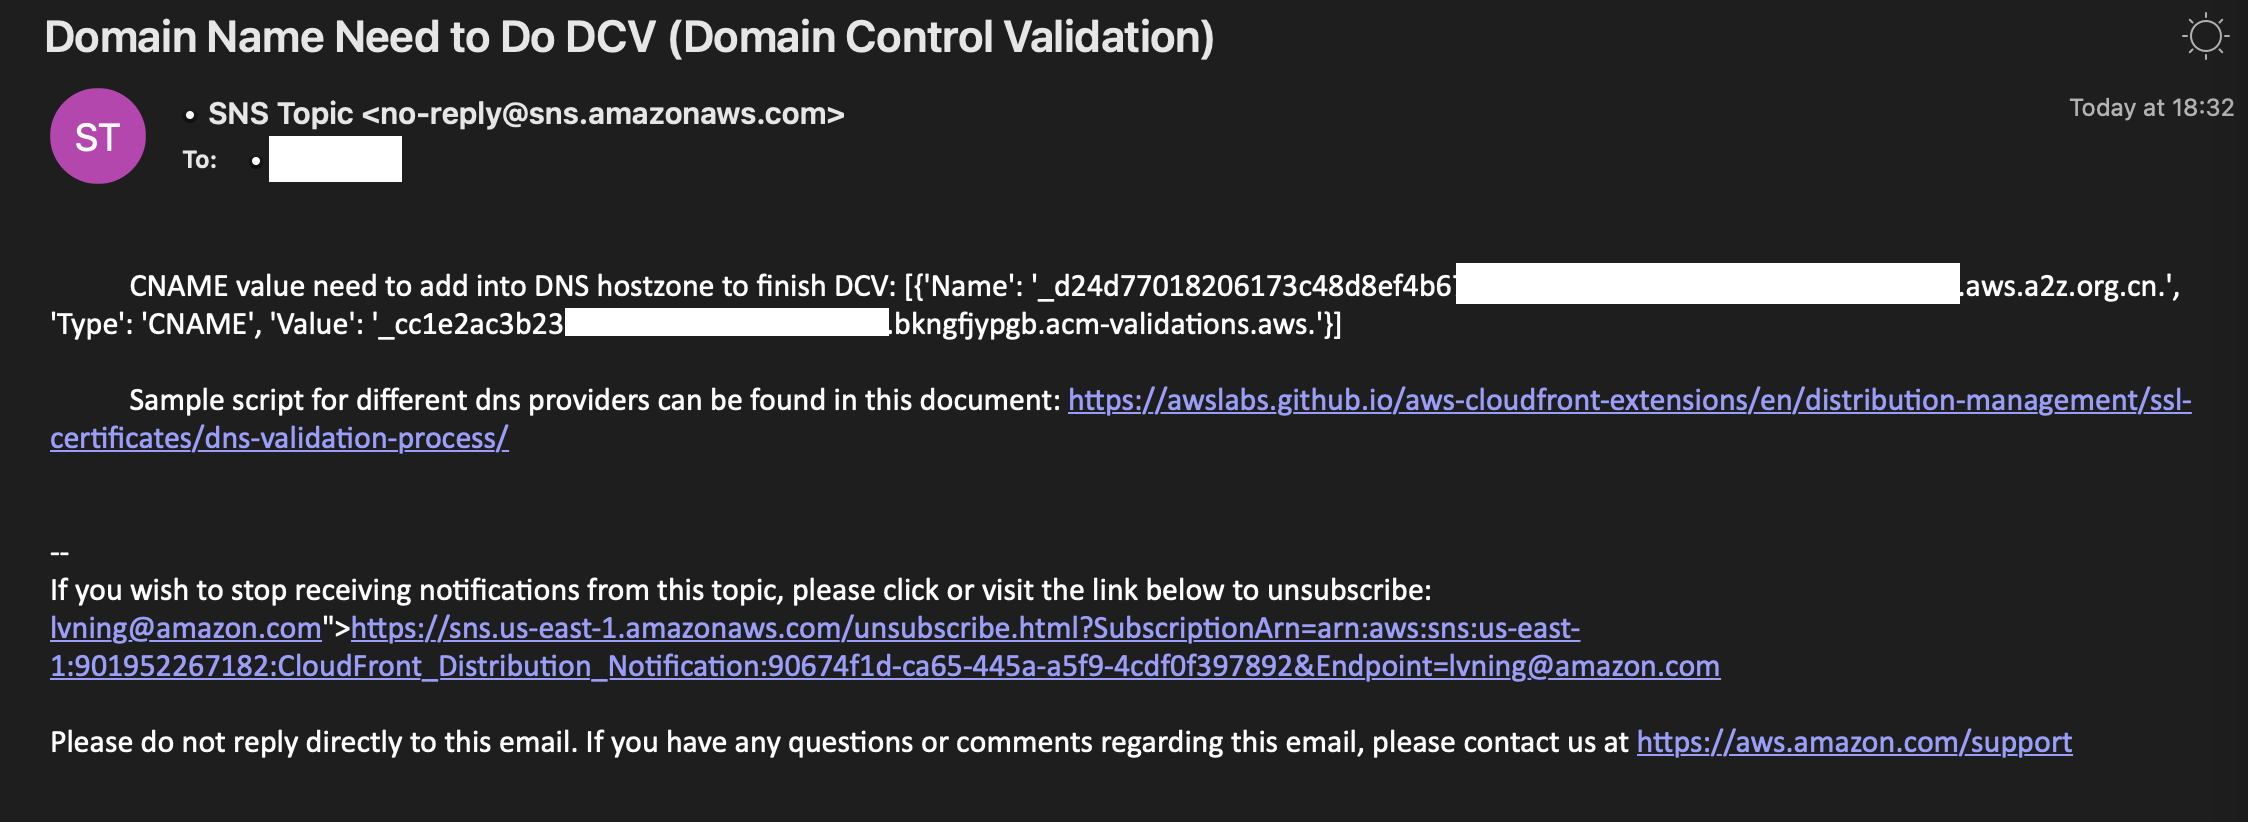 Domain Name Need to Do DCV (Domain Control Validation)
ST
• SNS Topic <no-reply@sns.amazonaws.com>
Today at 18:32
To: •
CNAME value need to add into DNS hostzone to finish DCV: [{'Name': '_d24d77018206173c48d8ef4b6 .aws.a2z.org.cn.',
'Type': 'CNAME', 'Value': '_cc1e2ac3b23 .bkngfjypgb.acm-validations.aws.'}]
Sample script for different dns providers can be found in this document: https://awslabs.github.io/aws-cloudfront-extensions/en/distribution-management/ssl-
certificates/dns-validation-process/
--
If you wish to stop receiving notifications from this topic, please click or visit the link below to unsubscribe:
lvning@amazon.com">https://sns.us-east-1.amazonaws.com/unsubscribe.html?SubscriptionArn=arn:aws:sns:us-east-
1:901952267182:CloudFront_Distribution_Notification:90674f1d-ca65-445a-a5f9-4cdf0f397892&Endpoint=lvning@amazon.com
Please do not reply directly to this email. If you have any questions or comments regarding this email, please contact us at https://aws.amazon.com/support